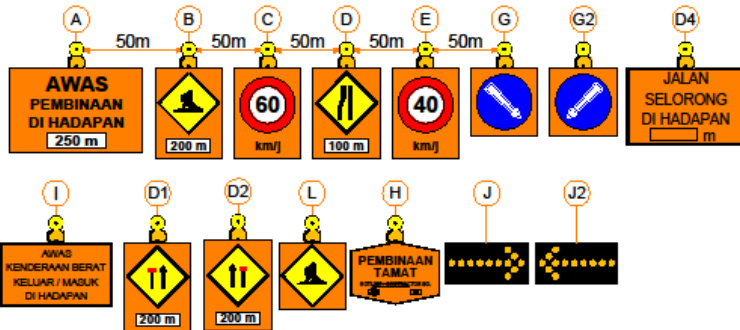 A B C D E G G2 D4
50m 50m 50m 50m 50m
AWAS
PEMBINAAN
DI HADAPAN
250 m
200 m
60
km/j
100 m
40
km/j
JALAN
SELORONG
DI HADAPAN
m
I D1 D2 L H J J2
AWAS
KENDERAAN BERAT
KELUAR / MASUK
DI HADAPAN
200 m
200 m
PEMBINAAN
TAMAT